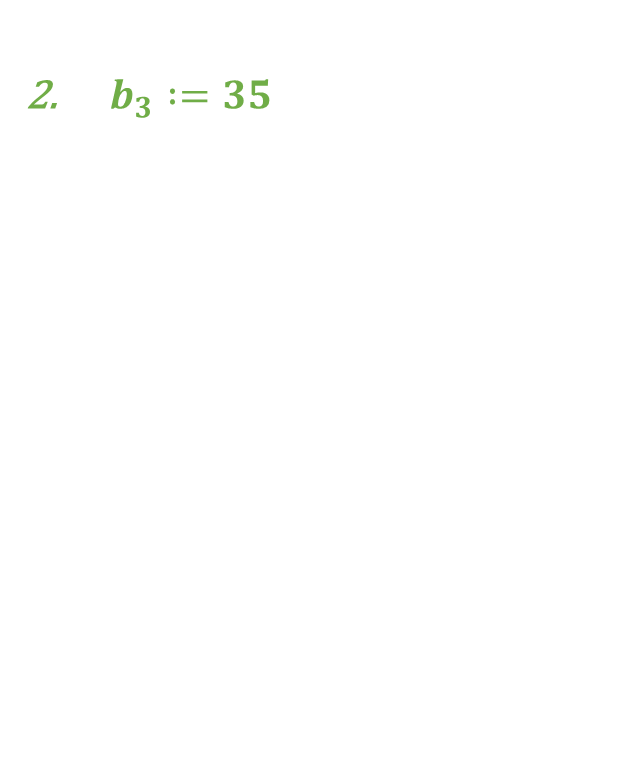 2. b₃ := 35